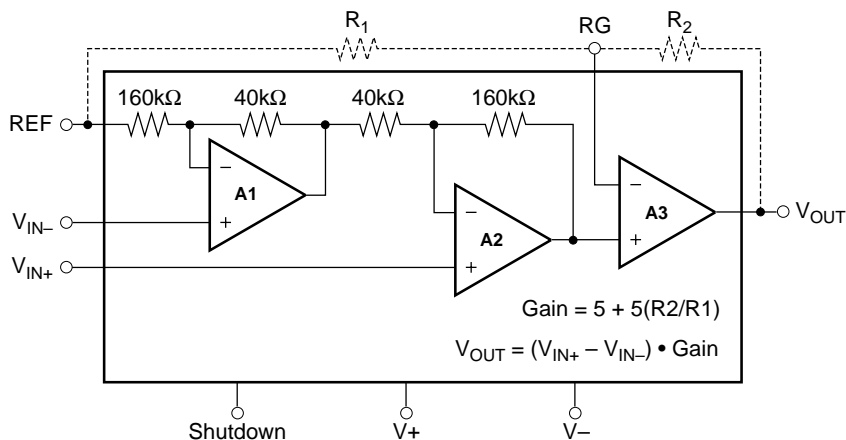 R1
RG
R2
160kΩ
40kΩ
40kΩ
160kΩ
REF
−
A1
+
−
A2
+
−
A3
+
VIN−
VIN+
VOUT
Gain = 5 + 5(R2/R1)
VOUT = (VIN+ − VIN−) • Gain
Shutdown
V+
V−